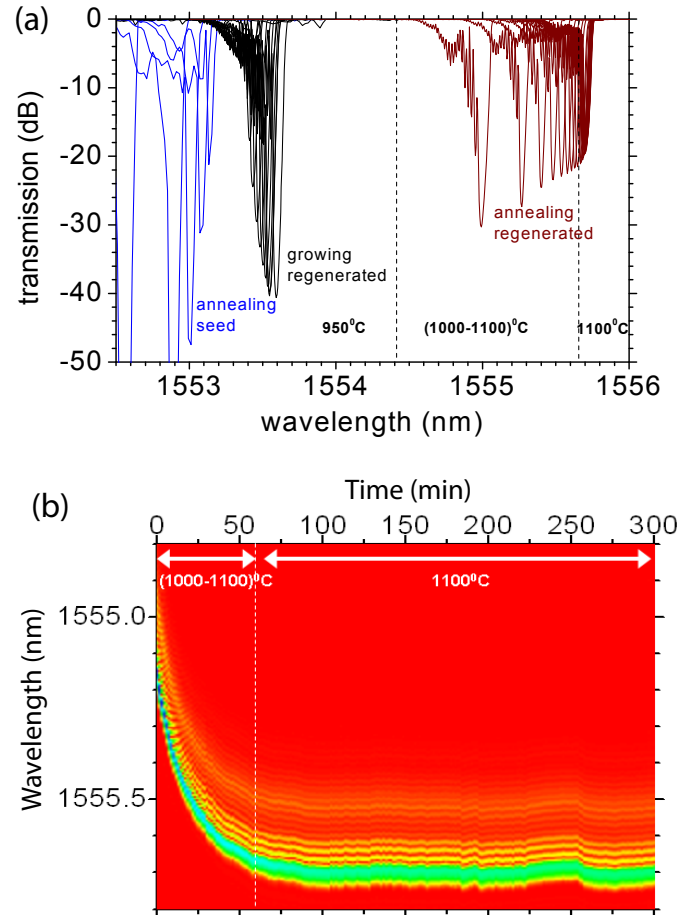 (a)
0
-10
-20
-30
-40
-50
transmission (dB)
annealing
seed
growing
regenerated
annealing
regenerated
950⁰C
(1000-1100)⁰C
1100⁰C
1553
1554
1555
1556
wavelength (nm)
(b)
Time (min)
0
50
100
150
200
250
300
(1000-1100)⁰C
1100⁰C
1555.0
1555.5
Wavelength (nm)